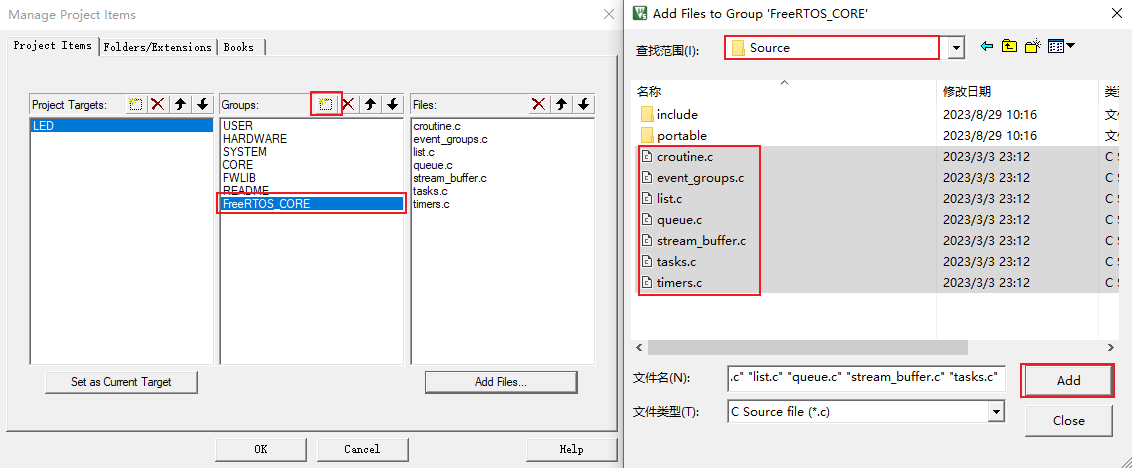 Manage Project Items
Project Items Folders/Extensions Books
Project Targets:
LED
Set as Current Target
Groups:
USER
HARDWARE
SYSTEM
CORE
FWLIB
README
FreeRTOS_CORE
Files:
croutine.c
event_groups.c
list.c
queue.c
stream_buffer.c
tasks.c
timers.c
Add Files...
OK Cancel Help
Add Files to Group 'FreeRTOS_CORE'
查找范围(I): Source
名称 修改日期 类
include 2023/8/29 10:16 文
portable 2023/8/29 10:16 文
croutine.c 2023/3/3 23:12 C
event_groups.c 2023/3/3 23:12 C
list.c 2023/3/3 23:12 C
queue.c 2023/3/3 23:12 C
stream_buffer.c 2023/3/3 23:12 C
tasks.c 2023/3/3 23:12 C
timers.c 2023/3/3 23:12 C
文件名(N): .c" "list.c" "queue.c" "stream_buffer.c" "tasks.c" Add
文件类型(T): C Source file (*.c) Close